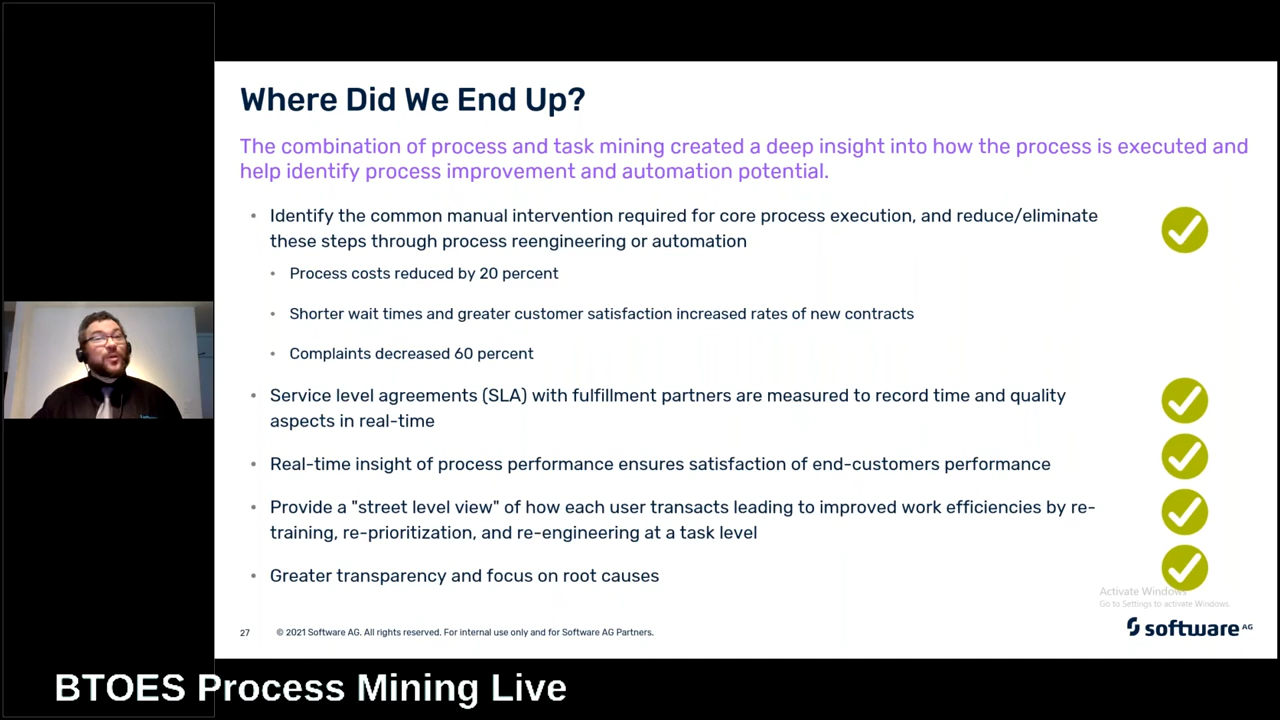 Where Did We End Up?
The combination of process and task mining created a deep insight into how the process is executed and
help identify process improvement and automation potential.
• Identify the common manual intervention required for core process execution, and reduce/eliminate
these steps through process reengineering or automation
• Process costs reduced by 20 percent
• Shorter wait times and greater customer satisfaction increased rates of new contracts
• Complaints decreased 60 percent
• Service level agreements (SLA) with fulfillment partners are measured to record time and quality
aspects in real-time
• Real-time insight of process performance ensures satisfaction of end-customers performance
• Provide a "street level view" of how each user transacts leading to improved work efficiencies by re-
training, re-prioritization, and re-engineering at a task level
• Greater transparency and focus on root causes
Activate Windows
Go to Settings to activate Windows.
27
© 2021 Software AG. All rights reserved. For internal use only and for Software AG Partners.
software AG
BTOES Process Mining Live